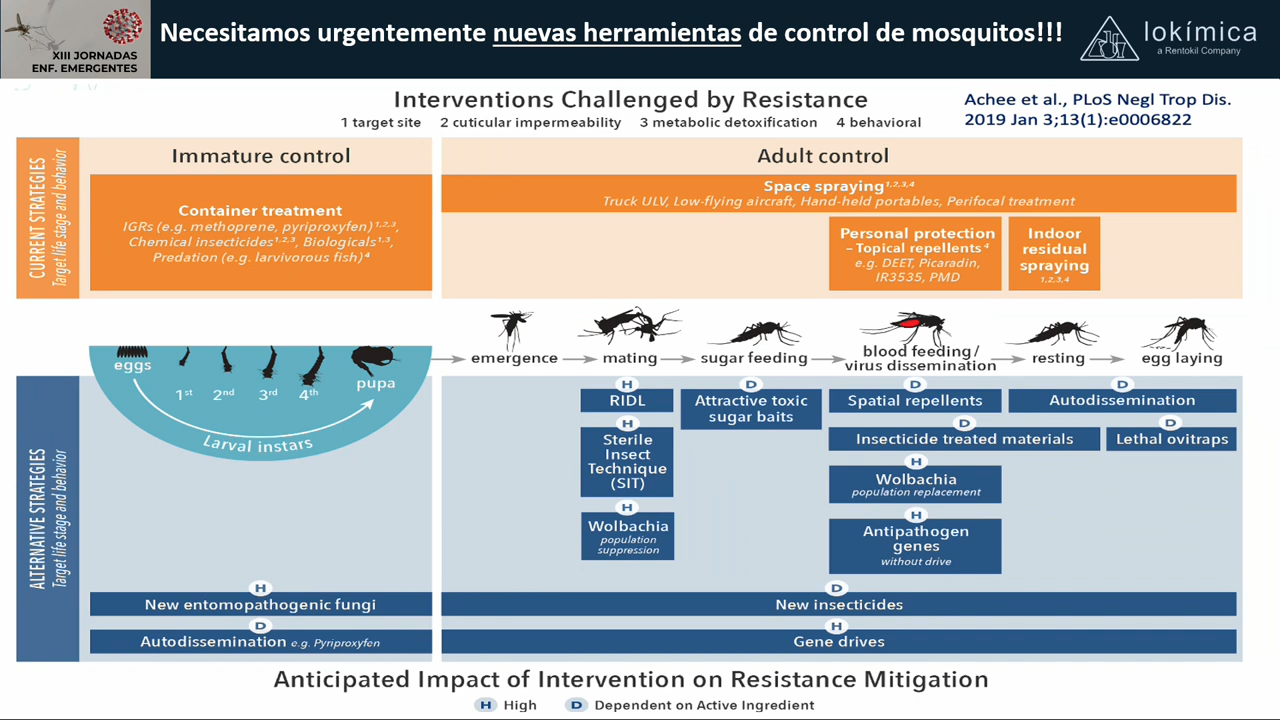 XIII JORNADAS
ENF. EMERGENTES
Necesitamos urgentemente nuevas herramientas de control de mosquitos!!!
lokímica
a Rentokil Company
Interventions Challenged by Resistance
1 target site 2 cuticular impermeability 3 metabolic detoxification 4 behavioral
Achee et al., PLoS Negl Trop Dis.
2019 Jan 3;13(1):e0006822
CURRENT STRATEGIES
Target life stage and behavior
Immature control
Container treatment
IGRs (e.g. methoprene, pyriproxyfen)¹,²,³,
Chemical insecticides¹,²,³, Biologicals¹,³,
Predation (e.g. larvivorous fish)⁴
Adult control
Space spraying¹,²,³,⁴
Truck ULV, Low-flying aircraft, Hand-held portables, Perifocal treatment
Personal protection
– Topical repellents⁴
e.g. DEET, Picaradin,
IR3535, PMD
Indoor
residual
spraying
1,2,3,4
eggs
1st
2nd
3rd
4th
pupa
Larval instars
emergence
mating
sugar feeding
blood feeding/
virus dissemination
resting
egg laying
ALTERNATIVE STRATEGIES
Target life stage and behavior
H
RIDL
H
Sterile
Insect
Technique
(SIT)
H
Wolbachia
population
suppression
D
Attractive toxic
sugar baits
D
Spatial repellents
D
Autodissemination
D
Insecticide treated materials
D
Lethal ovitraps
H
Wolbachia
population replacement
H
Antipathogen
genes
without drive
H
New entomopathogenic fungi
D
New insecticides
D
Autodissemination e.g. Pyriproxyfen
H
Gene drives
Anticipated Impact of Intervention on Resistance Mitigation
H High D Dependent on Active Ingredient